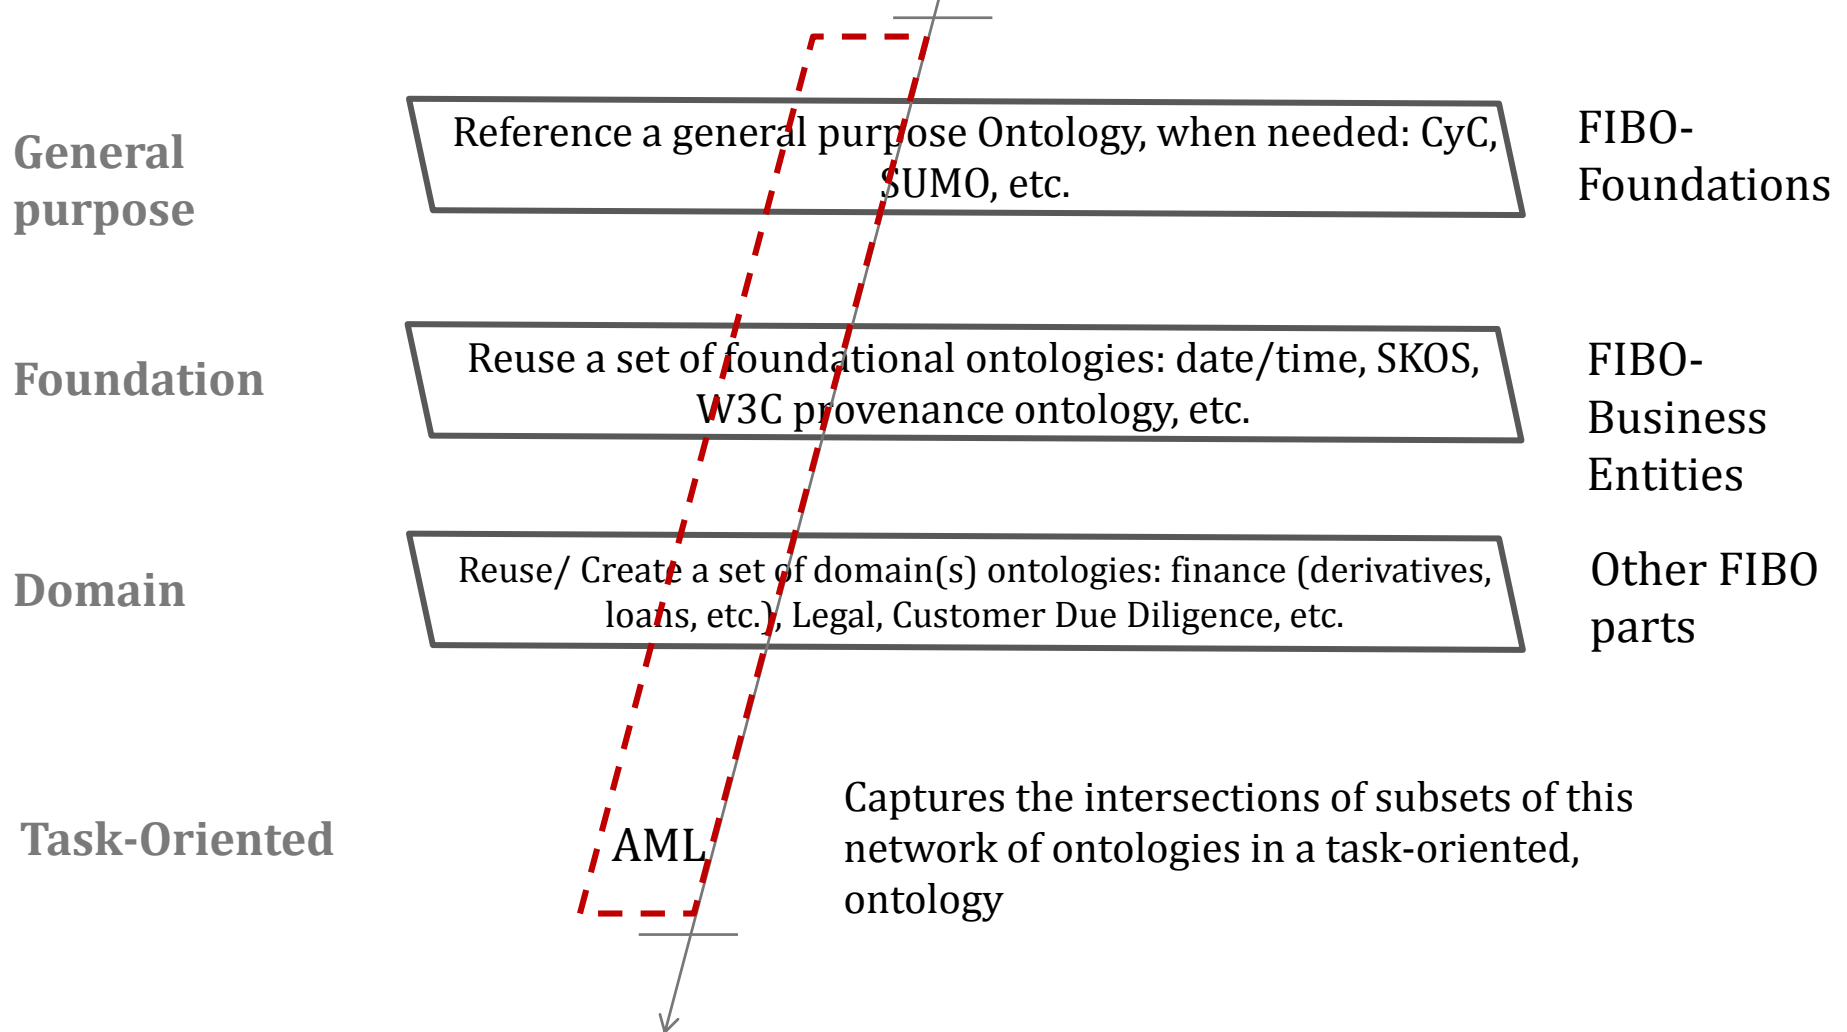 General
purpose
Reference a general purpose Ontology, when needed: CyC,
SUMO, etc.
FIBO-
Foundations
Foundation
Reuse a set of foundational ontologies: date/time, SKOS,
W3C provenance ontology, etc.
FIBO-
Business
Entities
Domain
Reuse/ Create a set of domain(s) ontologies: finance (derivatives,
loans, etc.), Legal, Customer Due Diligence, etc.
Other FIBO
parts
Task-Oriented
AML
Captures the intersections of subsets of this
network of ontologies in a task-oriented,
ontology